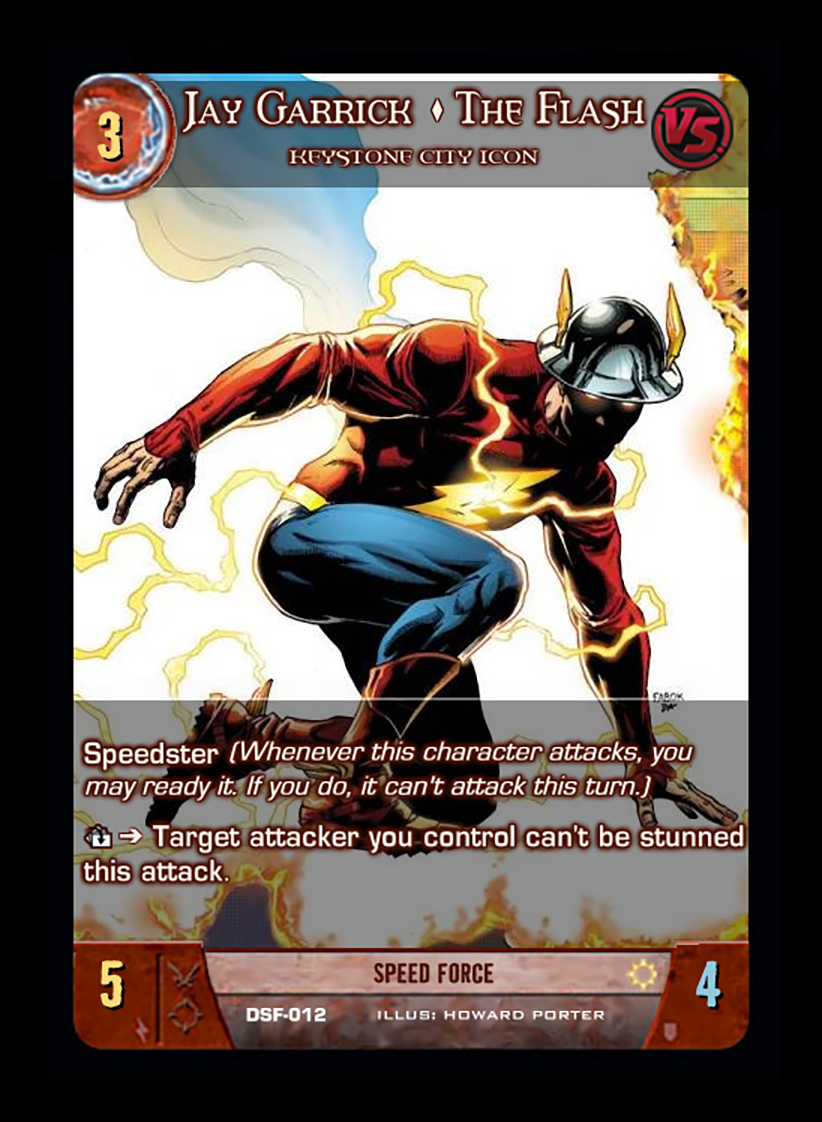 3
JAY GARRICK ♦ THE FLASH
VS.
KEYSTONE CITY ICON
FABOK
Speedster (Whenever this character attacks, you
may ready it. If you do, it can't attack this turn.)
→ Target attacker you control can't be stunned
this attack.
5
SPEED FORCE
4
DSF-012 ILLUS: HOWARD PORTER